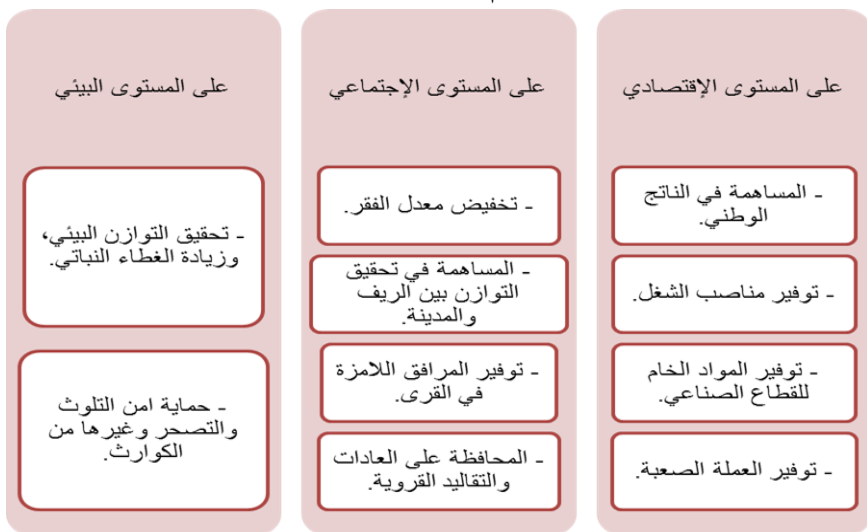 على المستوى الإقتصادي
- المساهمة في الناتج
الوطني.
- توفير مناصب الشغل.
- توفير المواد الخام
للقطاع الصناعي.
- توفير العملة الصعبة.
على المستوى الإجتماعي
- تخفيض معدل الفقر.
- المساهمة في تحقيق
التوازن بين الريف
والمدينة.
- توفير المرافق اللامزة
في القرى.
- المحافظة على العادات
والتقاليد القروية.
على المستوى البيئي
- تحقيق التوازن البيئي،
وزيادة الغطاء النباتي.
- حماية امن التلوث
والتصحر وغيرها من
الكوارث.